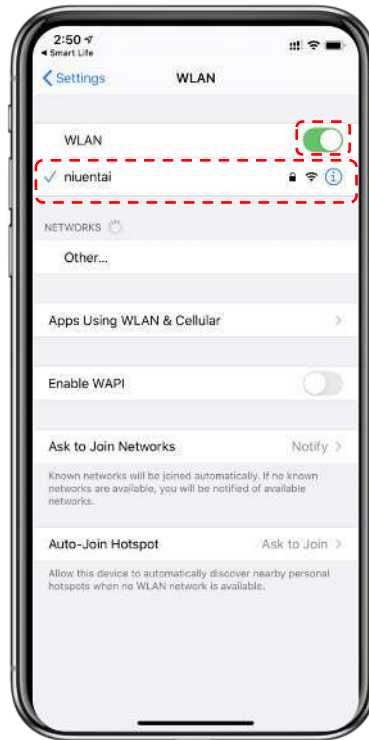 2:50
Smart Life
Settings
WLAN
WLAN
niuentai
NETWORKS
Other...
Apps Using WLAN & Cellular
Enable WAPI
Ask to Join Networks
Notify
Known networks will be joined automatically. If no known
networks are available, you will be notified of available
networks.
Auto-Join Hotspot
Ask to Join
Allow this device to automatically discover nearby personal
hotspots when no WLAN network is available.